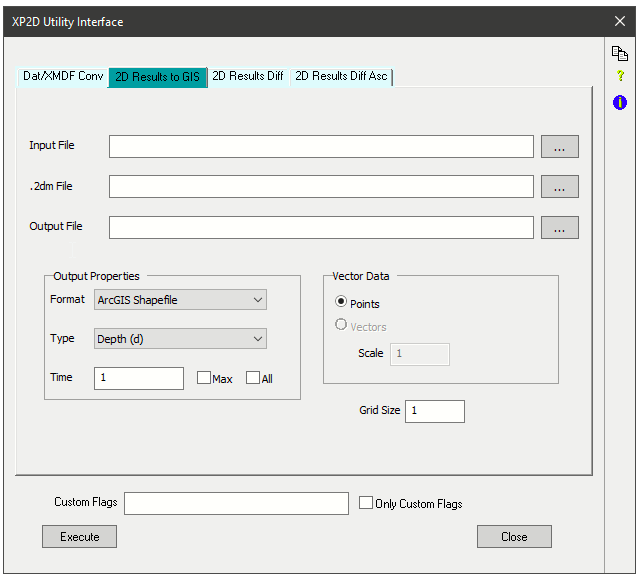 XP2D Utility Interface
Dat/XMDF Conv 2D Results to GIS 2D Results Diff 2D Results Diff Asc
?
i
Input File ...
.2dm File ...
Output File ...
Output Properties
Format ArcGIS Shapefile
Type Depth (d)
Time 1 Max All
Vector Data
Points
Vectors
Scale 1
Grid Size 1
Custom Flags Only Custom Flags
Execute Close